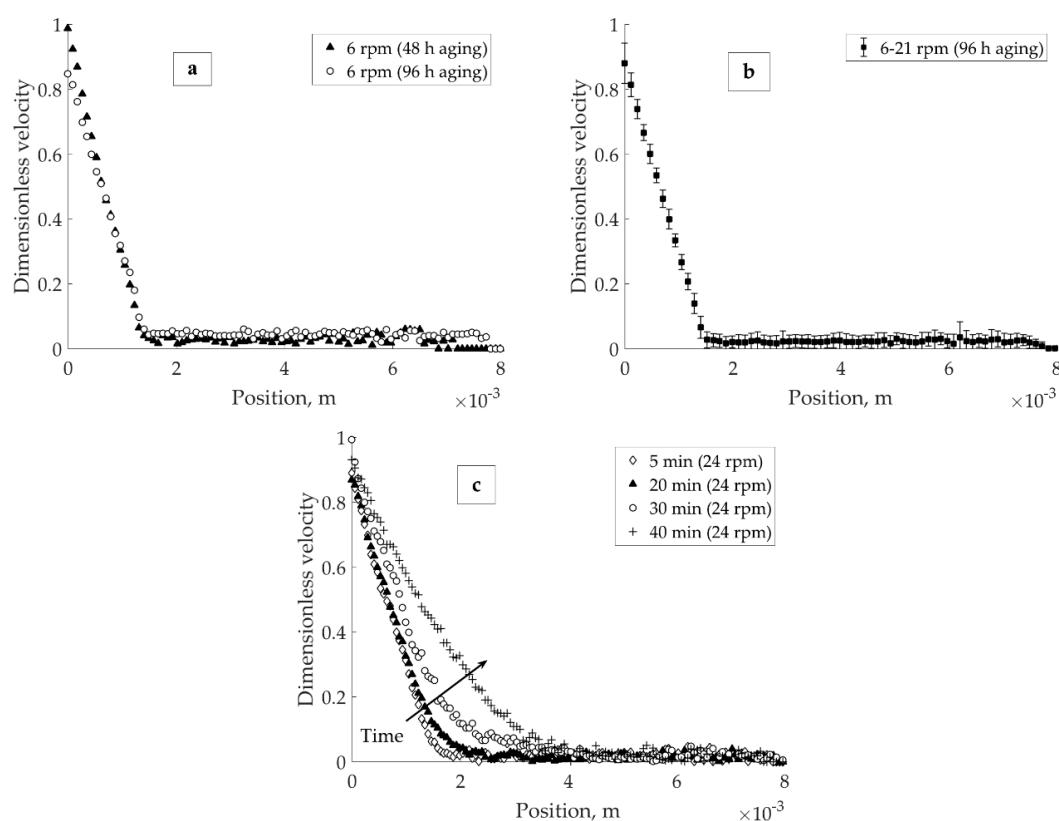 a
6 rpm (48 h aging)
6 rpm (96 h aging)
Dimensionless velocity
1
0.8
0.6
0.4
0.2
0
0 2 4 6 8
Position, m
×10-3
b
6-21 rpm (96 h aging)
Dimensionless velocity
1
0.8
0.6
0.4
0.2
0
0 2 4 6 8
Position, m
×10-3
c
5 min (24 rpm)
20 min (24 rpm)
30 min (24 rpm)
40 min (24 rpm)
Dimensionless velocity
1
0.8
0.6
0.4
0.2
0
Time
0 2 4 6 8
Position, m
×10-3